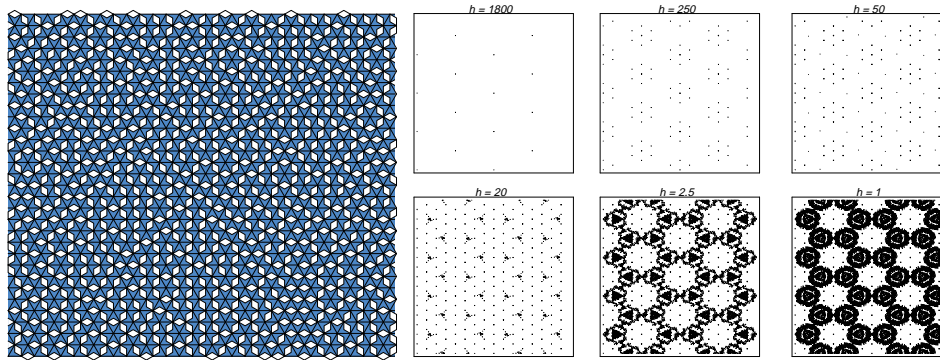 h = 1800
h = 250
h = 50
h = 20
h = 2.5
h = 1